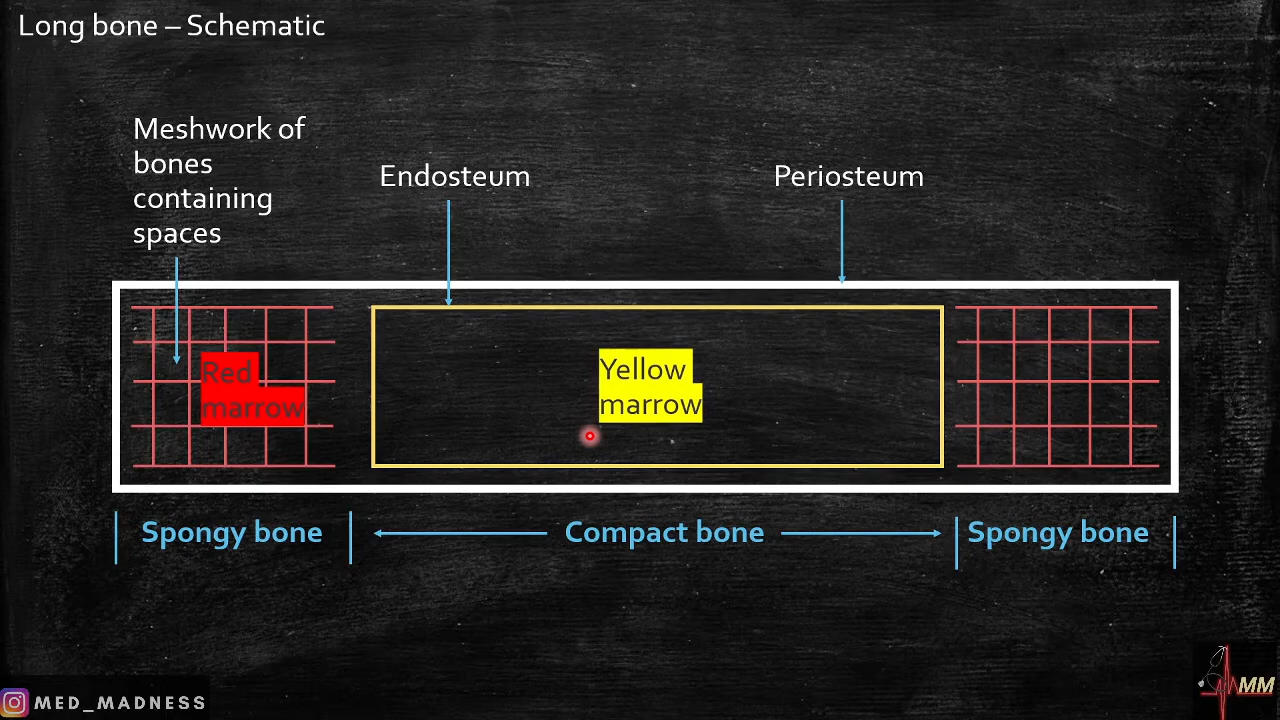 Long bone – Schematic
Meshwork of
bones
containing
spaces
Endosteum
Periosteum
Red
marrow
Yellow
marrow
Spongy bone
Compact bone
Spongy bone
MED_MADNESS
MM